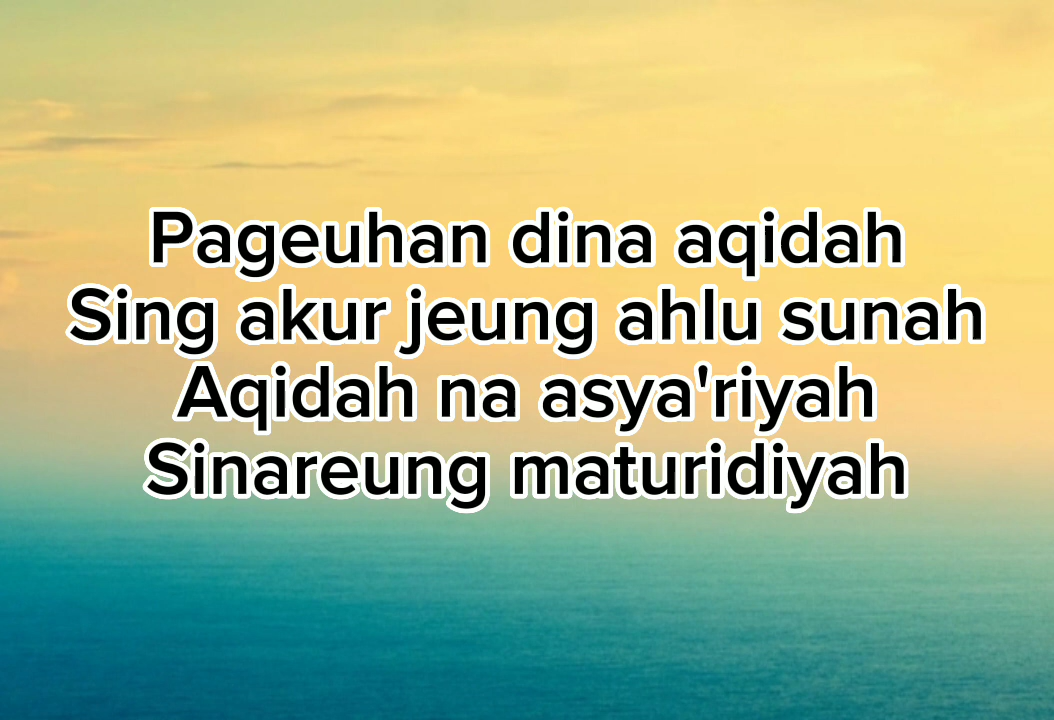 Pageuhan dina aqidah
Sing akur jeung ahlu sunah
Aqidah na asya'riyah
Sinareung maturidiyah